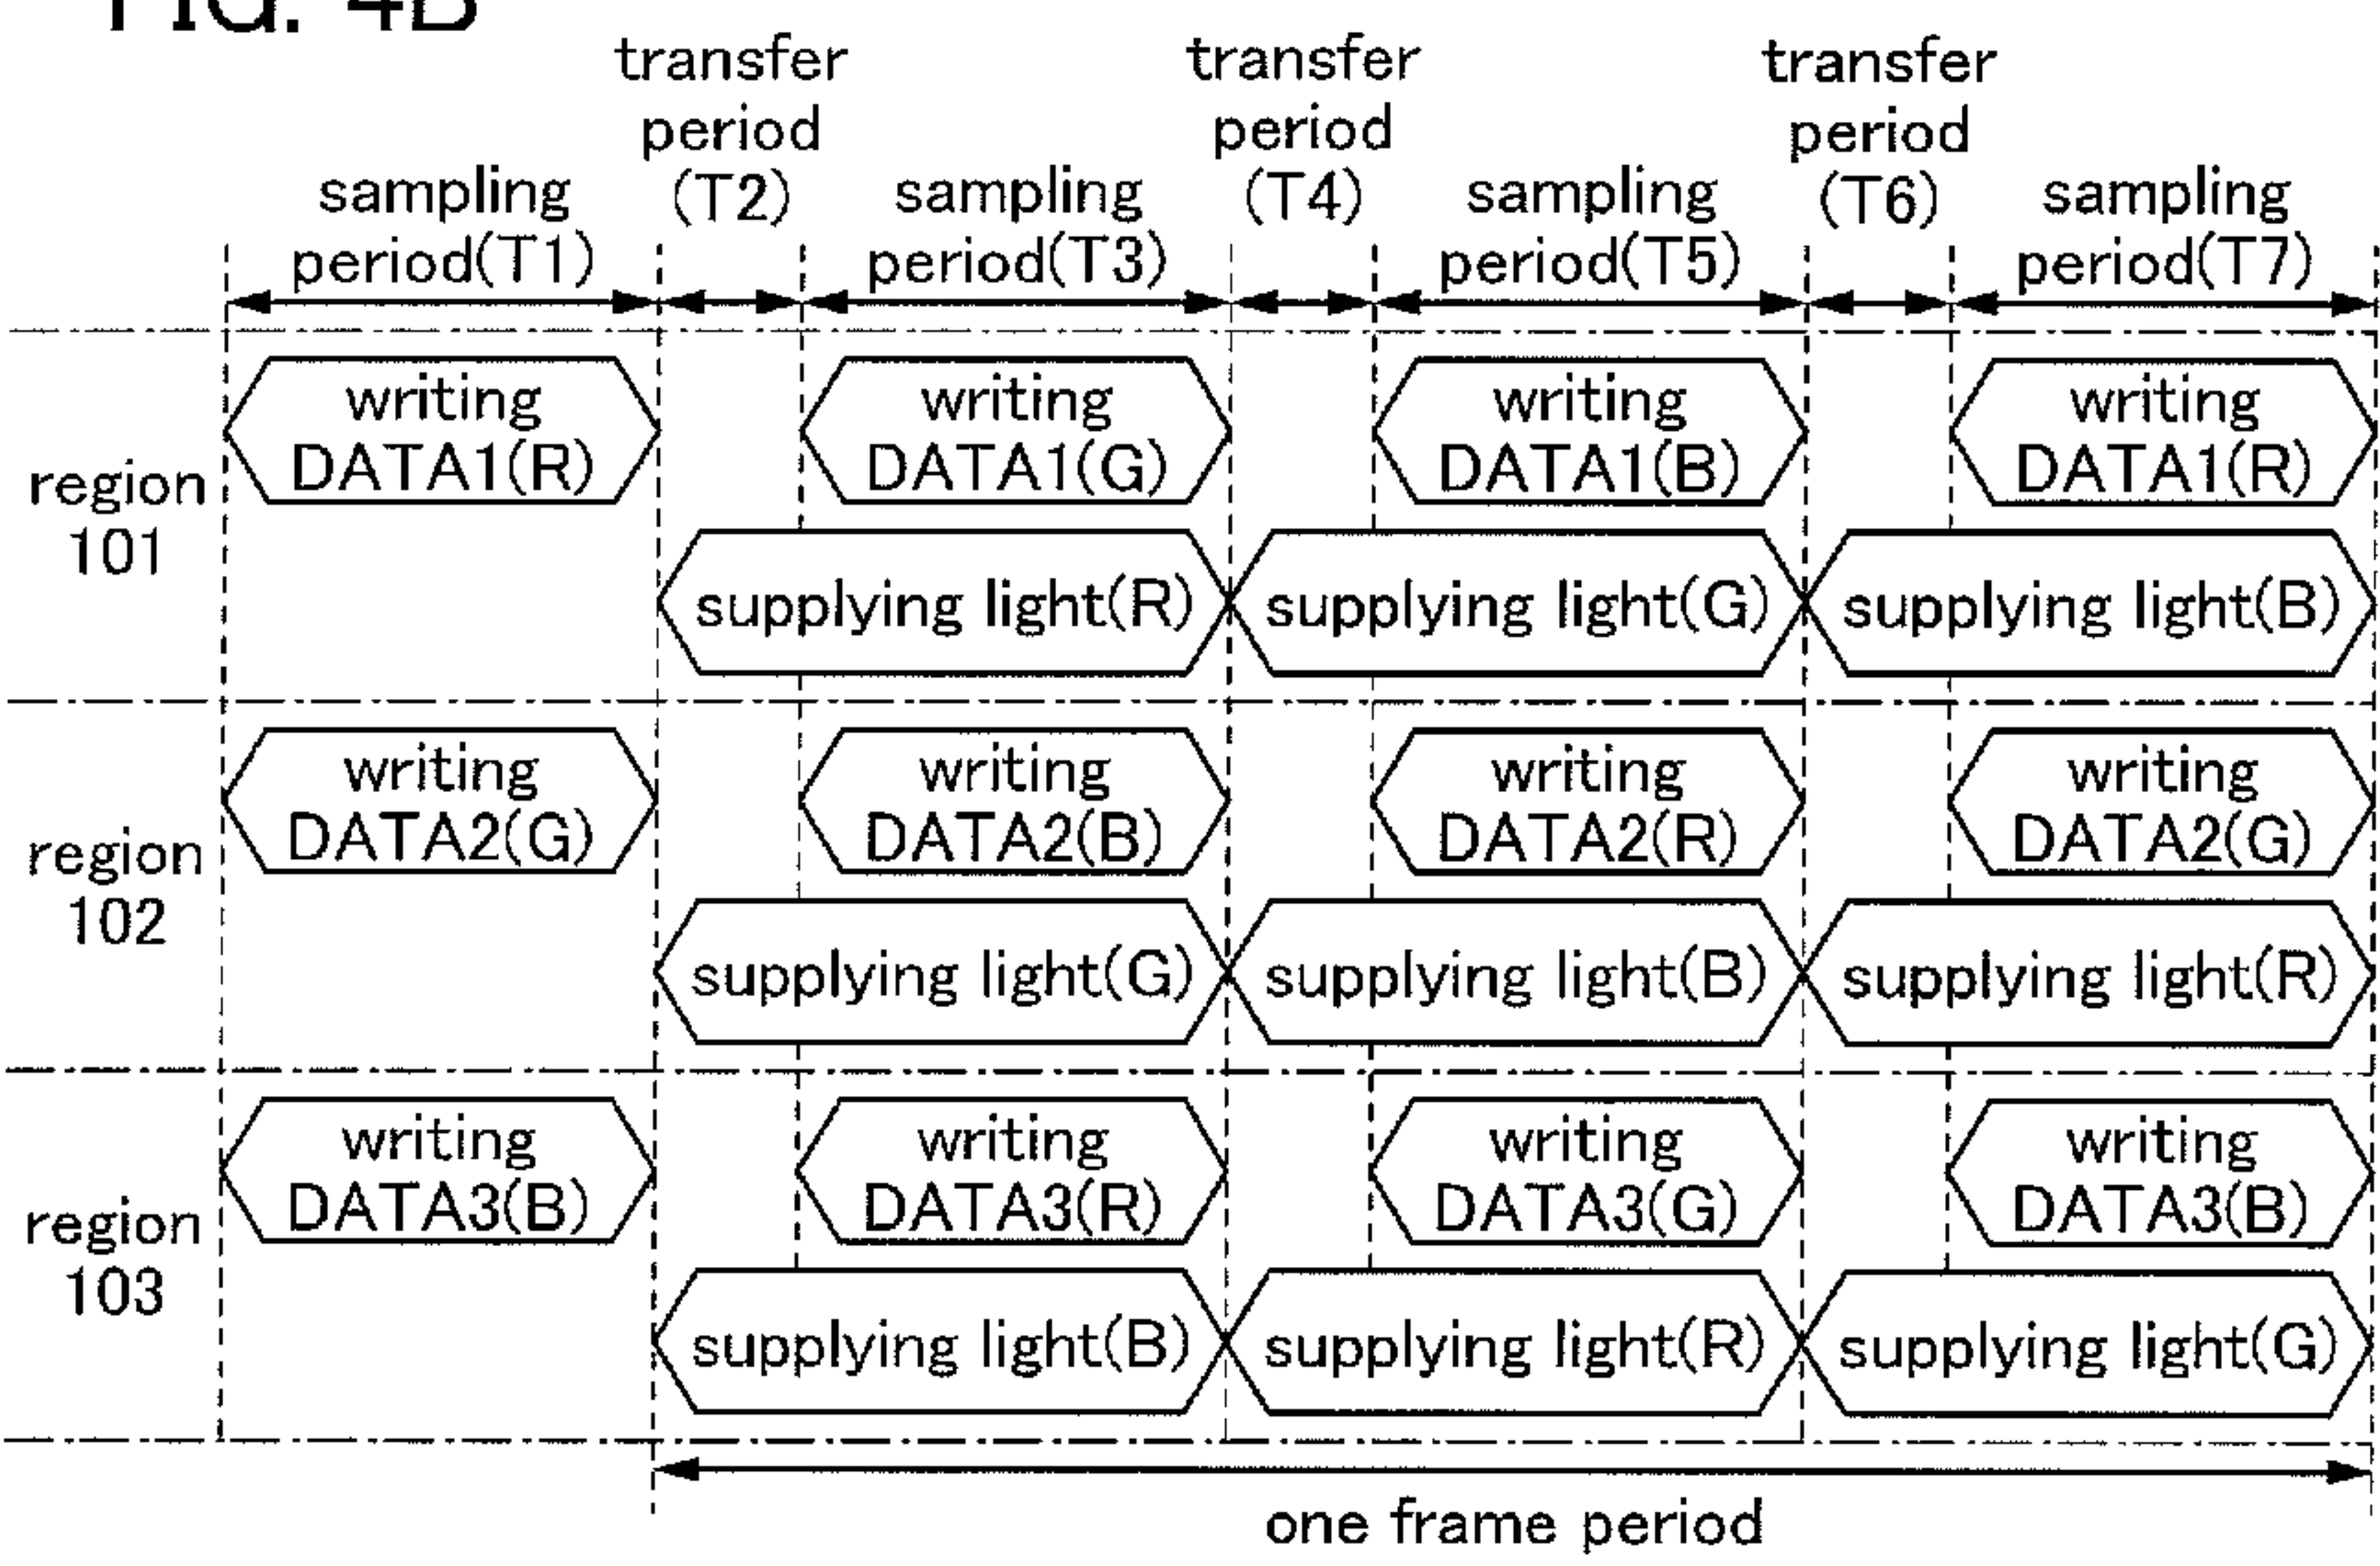 FIG. 4B
transfer
period
(T2)
transfer
period
(T4)
transfer
period
(T6)
sampling
period(T1)
sampling
period(T3)
sampling
period(T5)
sampling
period(T7)
region
101
writing
DATA1(R)
writing
DATA1(G)
writing
DATA1(B)
writing
DATA1(R)
supplying light(R)
supplying light(G)
supplying light(B)
region
102
writing
DATA2(G)
writing
DATA2(B)
writing
DATA2(R)
writing
DATA2(G)
supplying light(G)
supplying light(B)
supplying light(R)
region
103
writing
DATA3(B)
writing
DATA3(R)
writing
DATA3(G)
writing
DATA3(B)
supplying light(B)
supplying light(R)
supplying light(G)
one frame period